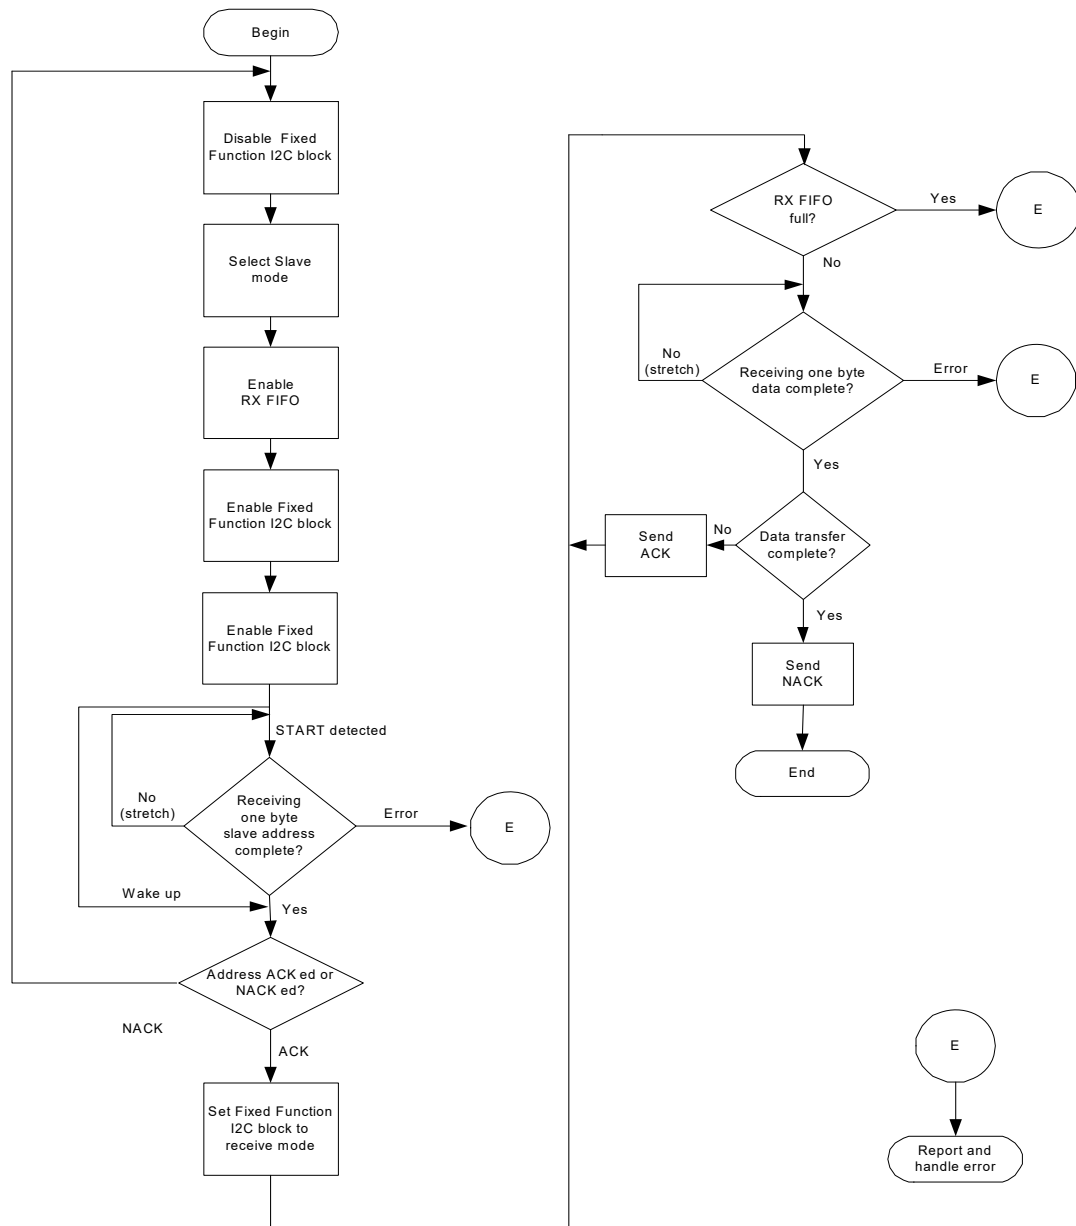 Begin
Disable Fixed
Function I2C block
Select Slave
mode
Enable
RX FIFO
Enable Fixed
Function I2C block
Enable Fixed
Function I2C block
START detected
No
(stretch)
Receiving
one byte
slave address
complete?
Error
E
Wake up
Yes
Address ACK ed or
NACK ed?
NACK
ACK
Set Fixed Function
I2C block to
receive mode
RX FIFO
full?
Yes
E
No
No
(stretch)
Receiving one byte
data complete?
Error
E
Yes
Data transfer
complete?
No
Send
ACK
Yes
Send
NACK
End
E
Report and
handle error